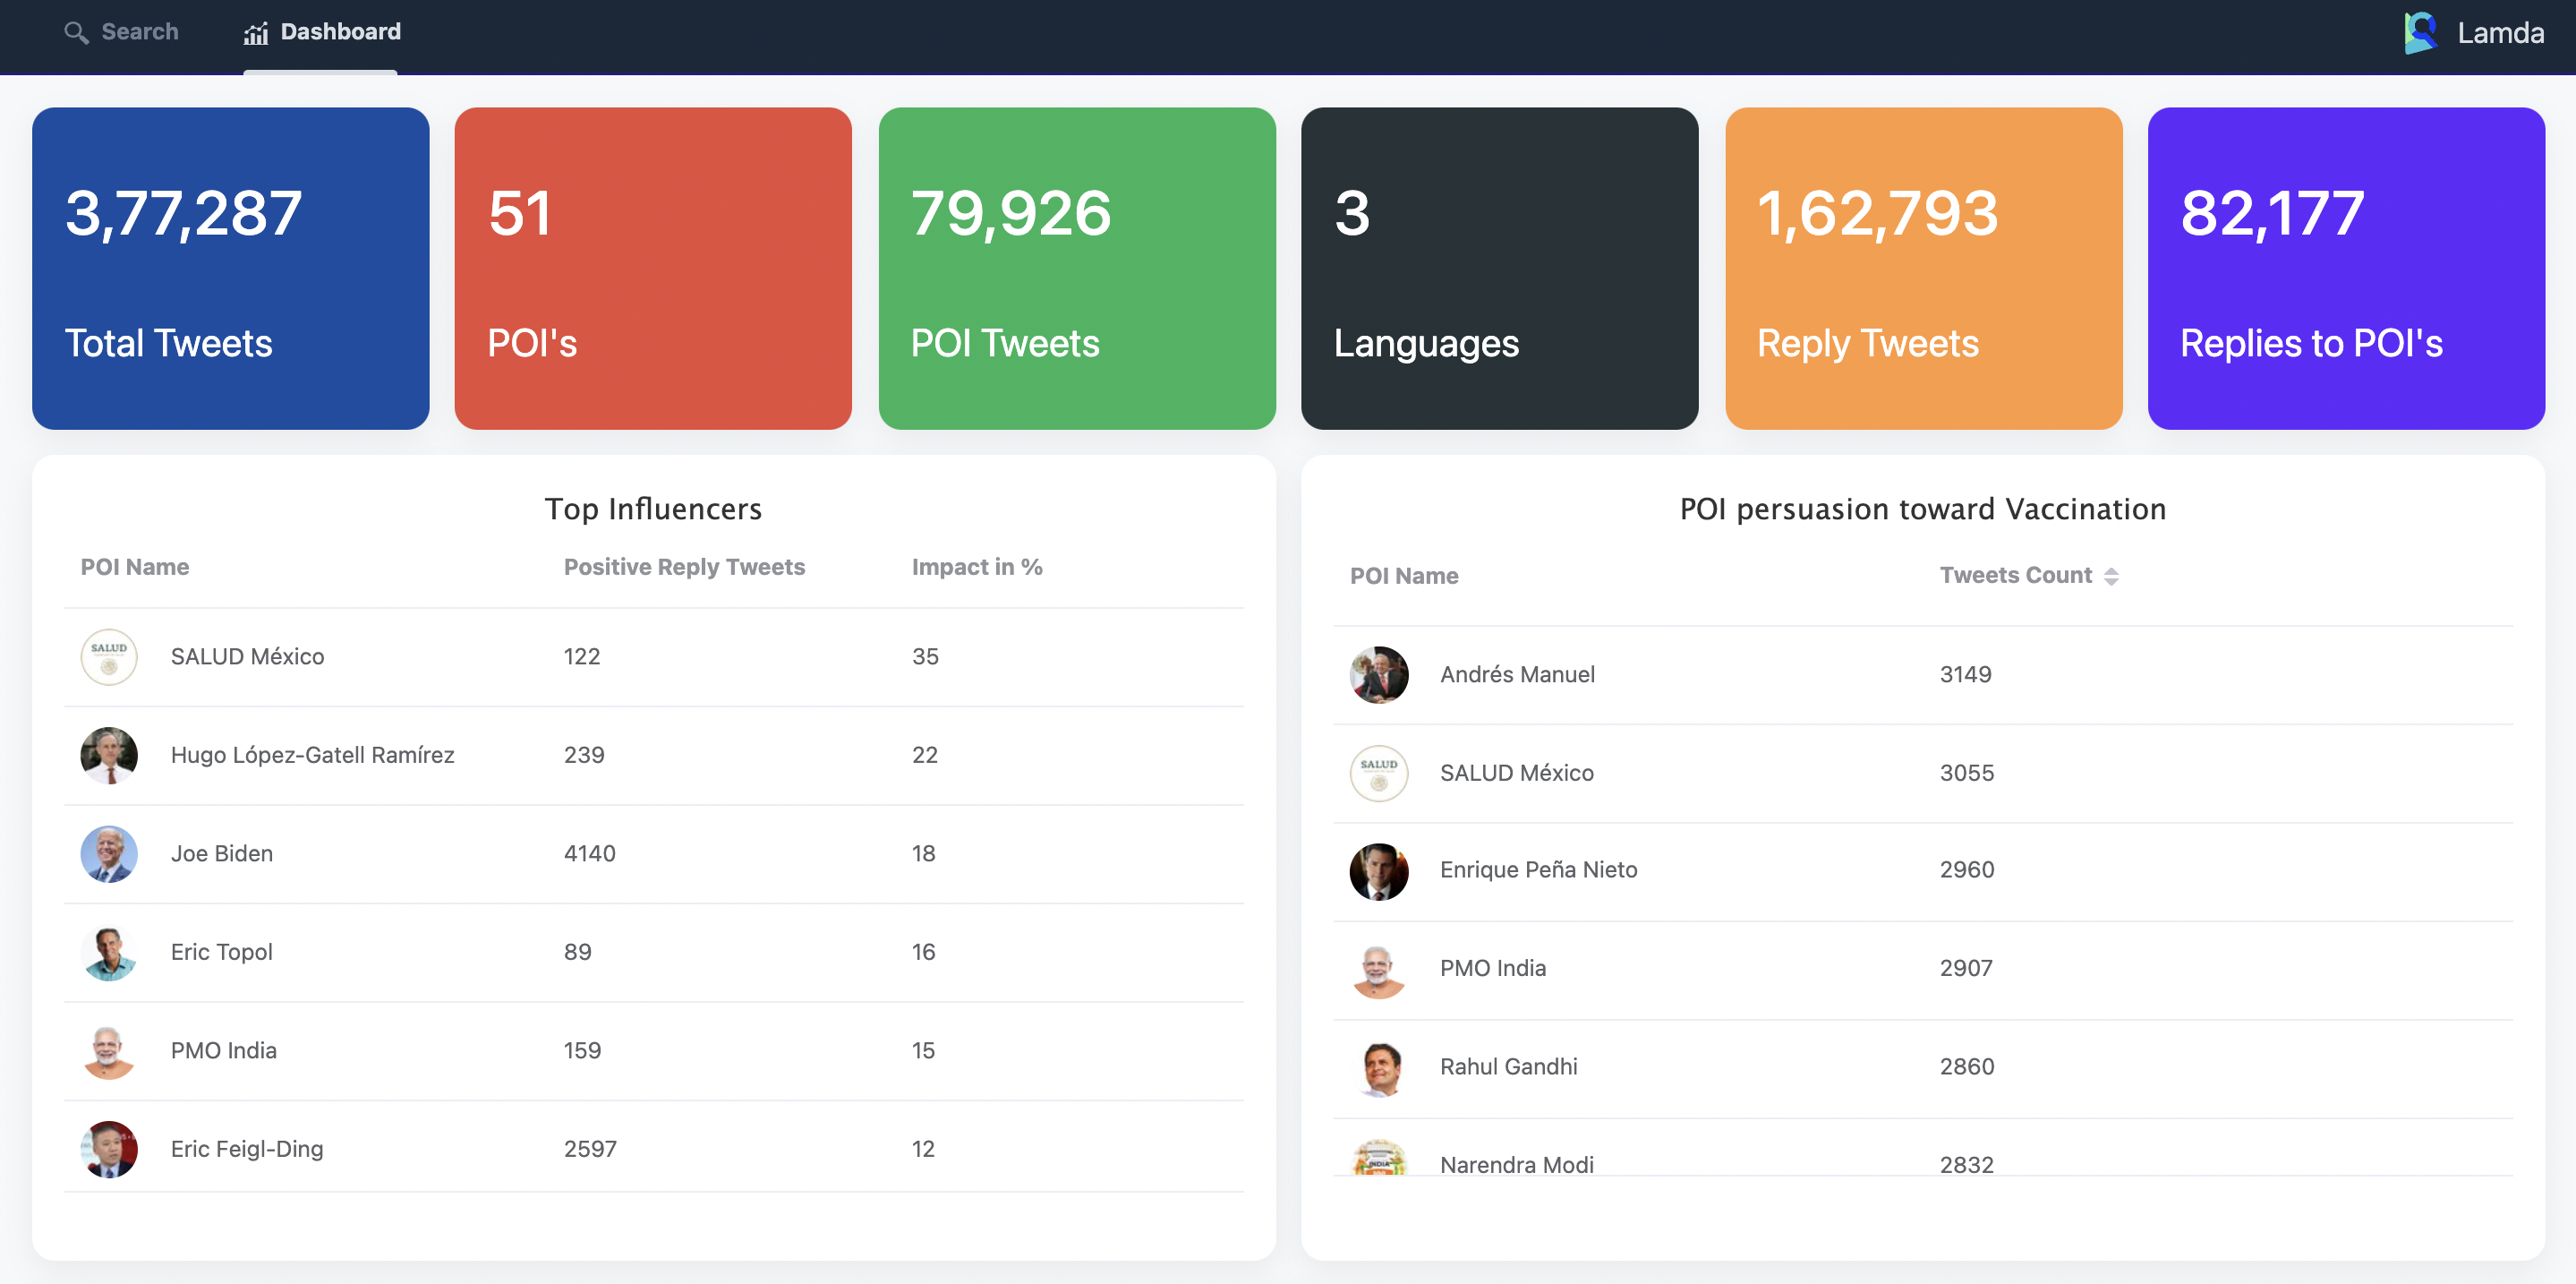 Search Dashboard Lamda
3,77,287 51 79,926 3 1,62,793 82,177
Total Tweets POI's POI Tweets Languages Reply Tweets Replies to POI's
Top Influencers
POI Name Positive Reply Tweets Impact in %
SALUD SALUD México 122 35
Hugo López-Gatell Ramírez 239 22
Joe Biden 4140 18
Eric Topol 89 16
PMO India 159 15
Eric Feigl-Ding 2597 12
POI persuasion toward Vaccination
POI Name Tweets Count
Andrés Manuel 3149
SALUD SALUD México 3055
Enrique Peña Nieto 2960
PMO India 2907
Rahul Gandhi 2860
INDIA Narendra Modi 2832